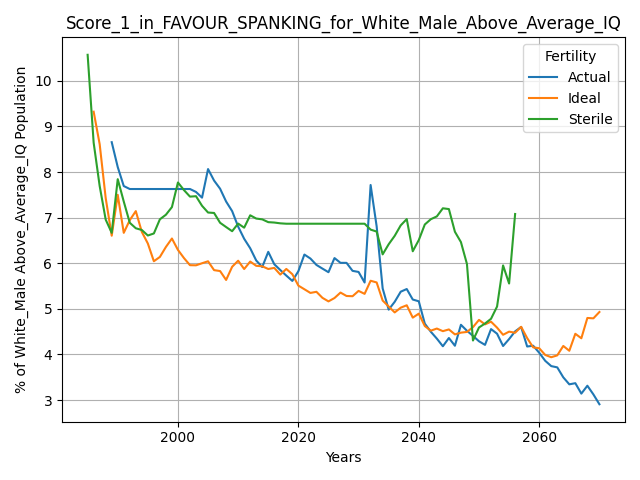 Score_1_in_FAVOUR_SPANKING_for_White_Male_Above_Average_IQ
% of White_Male Above_Average_IQ Population
10
9
8
7
6
5
4
3
Fertility
Actual
Ideal
Sterile
2000
2020
2040
2060
Years